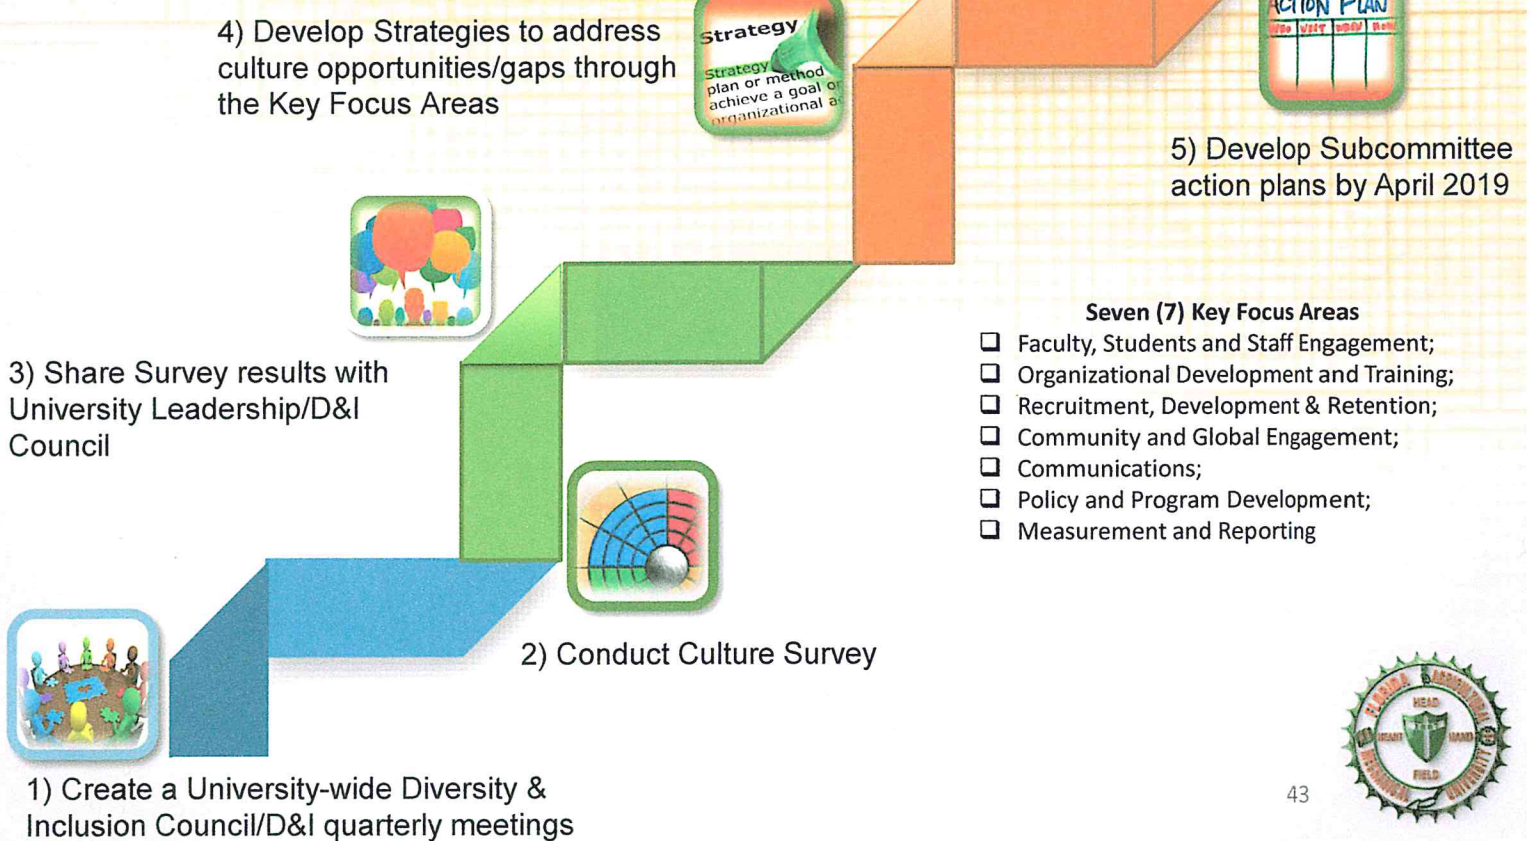 4) Develop Strategies to address
culture opportunities/gaps through
the Key Focus Areas
Strategy
Strategy
plan or method
achieve a goal or
organizational
ACTION PLAN
5) Develop Subcommittee
action plans by April 2019
3) Share Survey results with
University Leadership/D&I
Council
Seven (7) Key Focus Areas
Faculty, Students and Staff Engagement;
Organizational Development and Training;
Recruitment, Development & Retention;
Community and Global Engagement;
Communications;
Policy and Program Development;
Measurement and Reporting
2) Conduct Culture Survey
1) Create a University-wide Diversity &
Inclusion Council/D&I quarterly meetings
43
FLORIDA AGRICULTURAL
MECHANICAL UNIVERSITY
HEAD
HEART HAND
FIELD